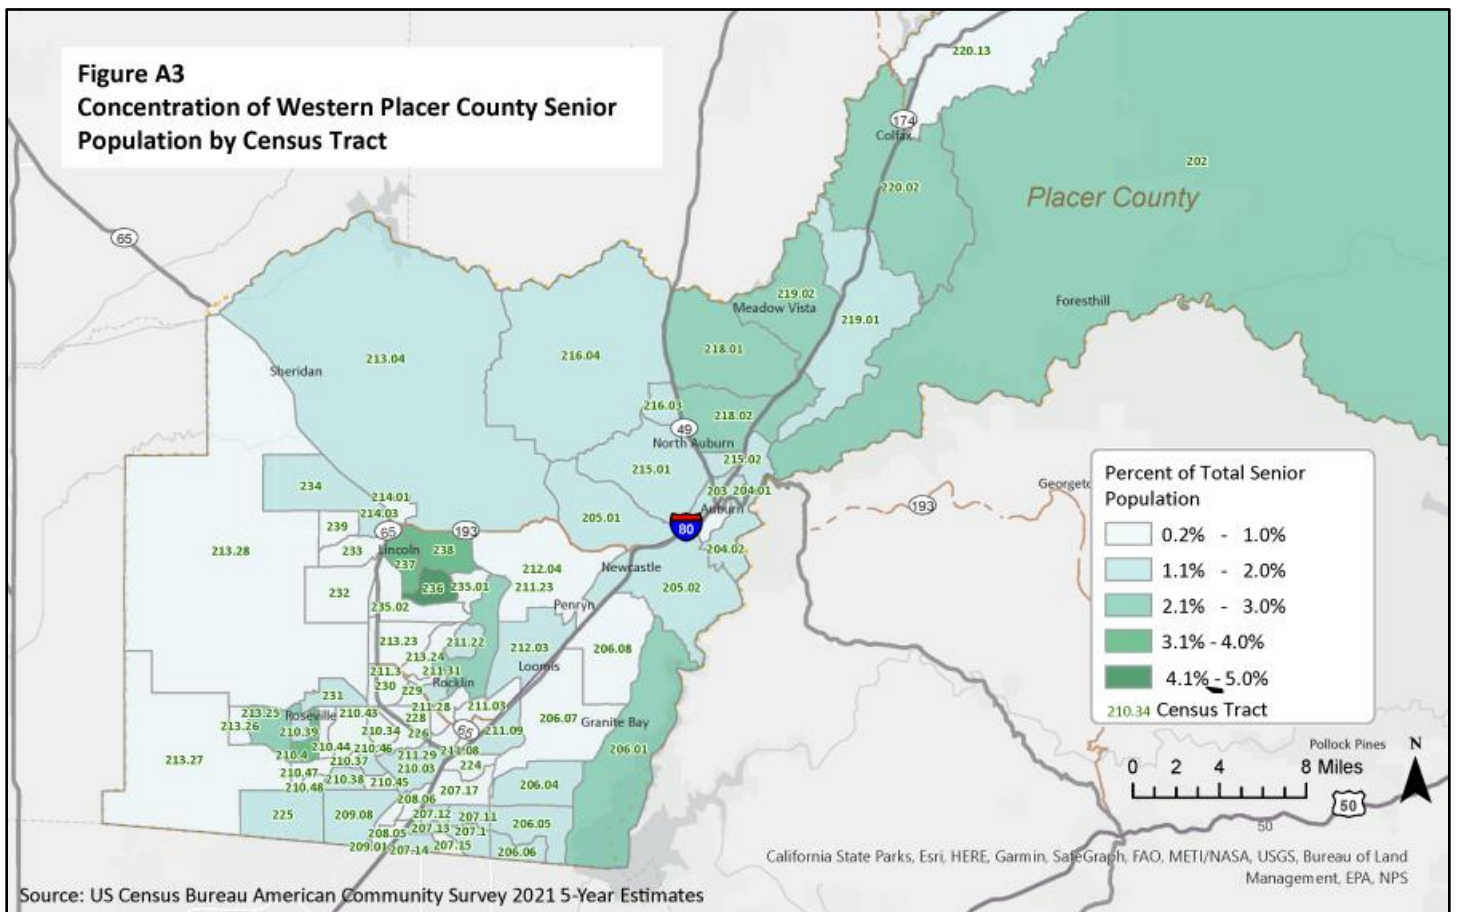 Figure A3
Concentration of Western Placer County Senior
Population by Census Tract
220.13
174
Colfax
202
220.02
Placer County
65
219.02
Meadow Vista
Foresthill
219.01
218.01
213.04
216.04
Sheridan
216.03
218.02
49
North Auburn
215.02
215.01
Percent of Total Senior
Population
0.2% - 1.0%
1.1% - 2.0%
2.1% - 3.0%
3.1% - 4.0%
4.1% - 5.0%
210.34 Census Tract
Georgeto
193
234
214.01
214.03
203
204.01
Auburn
205.01
239
65
193
80
233
Lincoln
238
213.28
237
204.02
212.04
Newcastle
236
235.01
211.23
205.02
232
235.02
Penryn
213.23
211.22
212.03
206.08
213.24
211.3
211.31
Loomis
230
229
Rocklin
231
211.28
211.03
213.25
Roseville
210.43
228
206.07
Granite Bay
213.26
210.39
210.34
226
65
211.09
210.44
210.46
211.08
206.01
210.4
210.37
211.29
213.27
210.03
224
210.47
210.38
210.45
206.04
210.48
207.17
208.06
225
209.08
207.12
207.11
208.05
207.13
207.1
206.05
209.01
207.14
207.15
206.06
Pollock Pines
N
0 2 4 8 Miles
50
50
California State Parks, Esri, HERE, Garmin, SafeGraph, FAO, METI/NASA, USGS, Bureau of Land
Management, EPA, NPS
Source: US Census Bureau American Community Survey 2021 5-Year Estimates